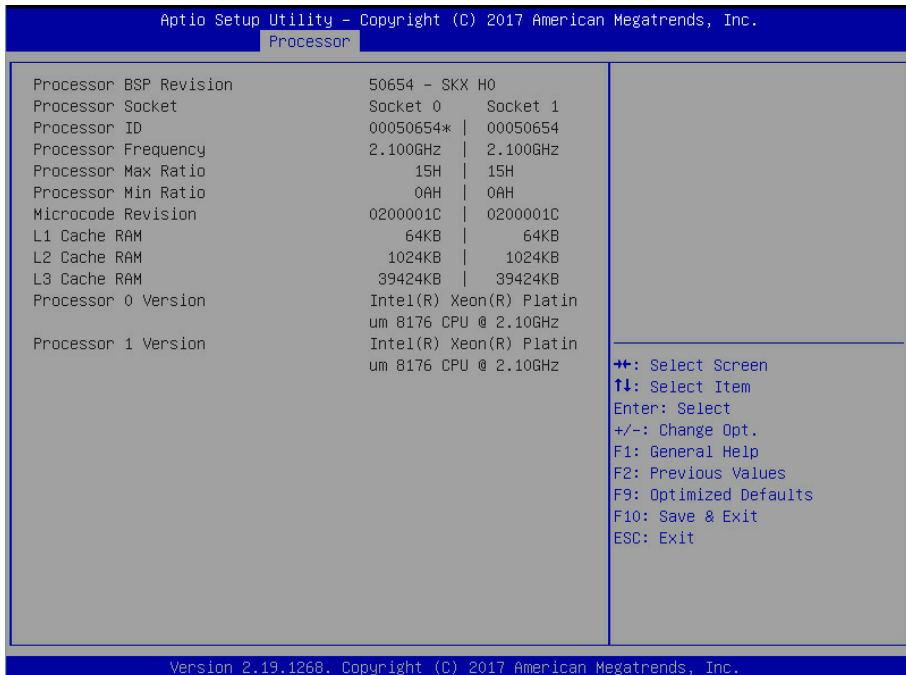 Aptio Setup Utility – Copyright (C) 2017 American Megatrends, Inc.
Processor
Processor BSP Revision 50654 - SKX H0
Processor Socket Socket 0 Socket 1
Processor ID 00050654* | 00050654
Processor Frequency 2.100GHz | 2.100GHz
Processor Max Ratio 15H | 15H
Processor Min Ratio 0AH | 0AH
Microcode Revision 0200001C | 0200001C
L1 Cache RAM 64KB | 64KB
L2 Cache RAM 1024KB | 1024KB
L3 Cache RAM 39424KB | 39424KB
Processor 0 Version Intel(R) Xeon(R) Platin
um 8176 CPU @ 2.10GHz
Processor 1 Version Intel(R) Xeon(R) Platin
um 8176 CPU @ 2.10GHz
→←: Select Screen
↑↓: Select Item
Enter: Select
+/-: Change Opt.
F1: General Help
F2: Previous Values
F9: Optimized Defaults
F10: Save & Exit
ESC: Exit
Version 2.19.1268. Copyright (C) 2017 American Megatrends, Inc.